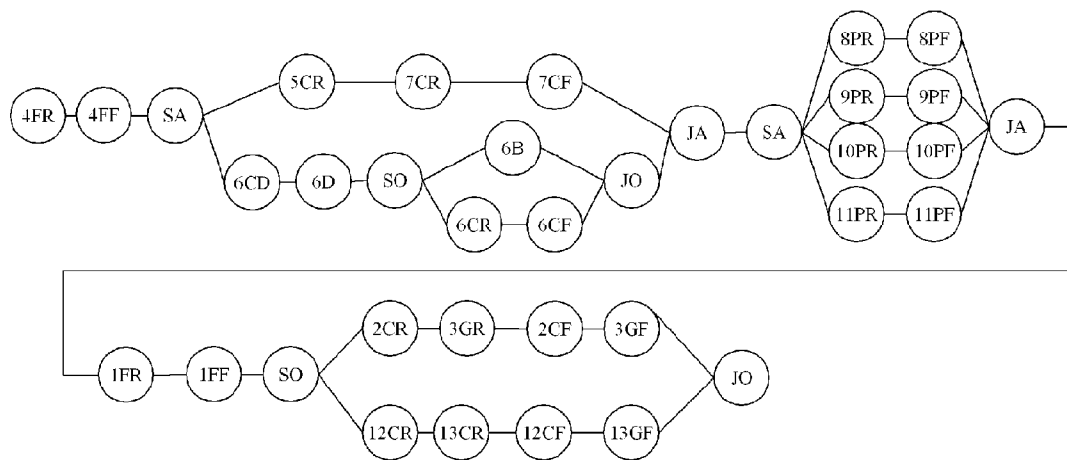 8PR 8PF
5CR 7CR 7CF
9PR 9PF
4FR 4FF SA
JA SA
JA
6B
10PR 10PF
6CD 6D SO
JO
6CR 6CF
11PR 11PF
2CR 3GR 2CF 3GF
1FR 1FF SO
JO
12CR 13CR 12CF 13GF